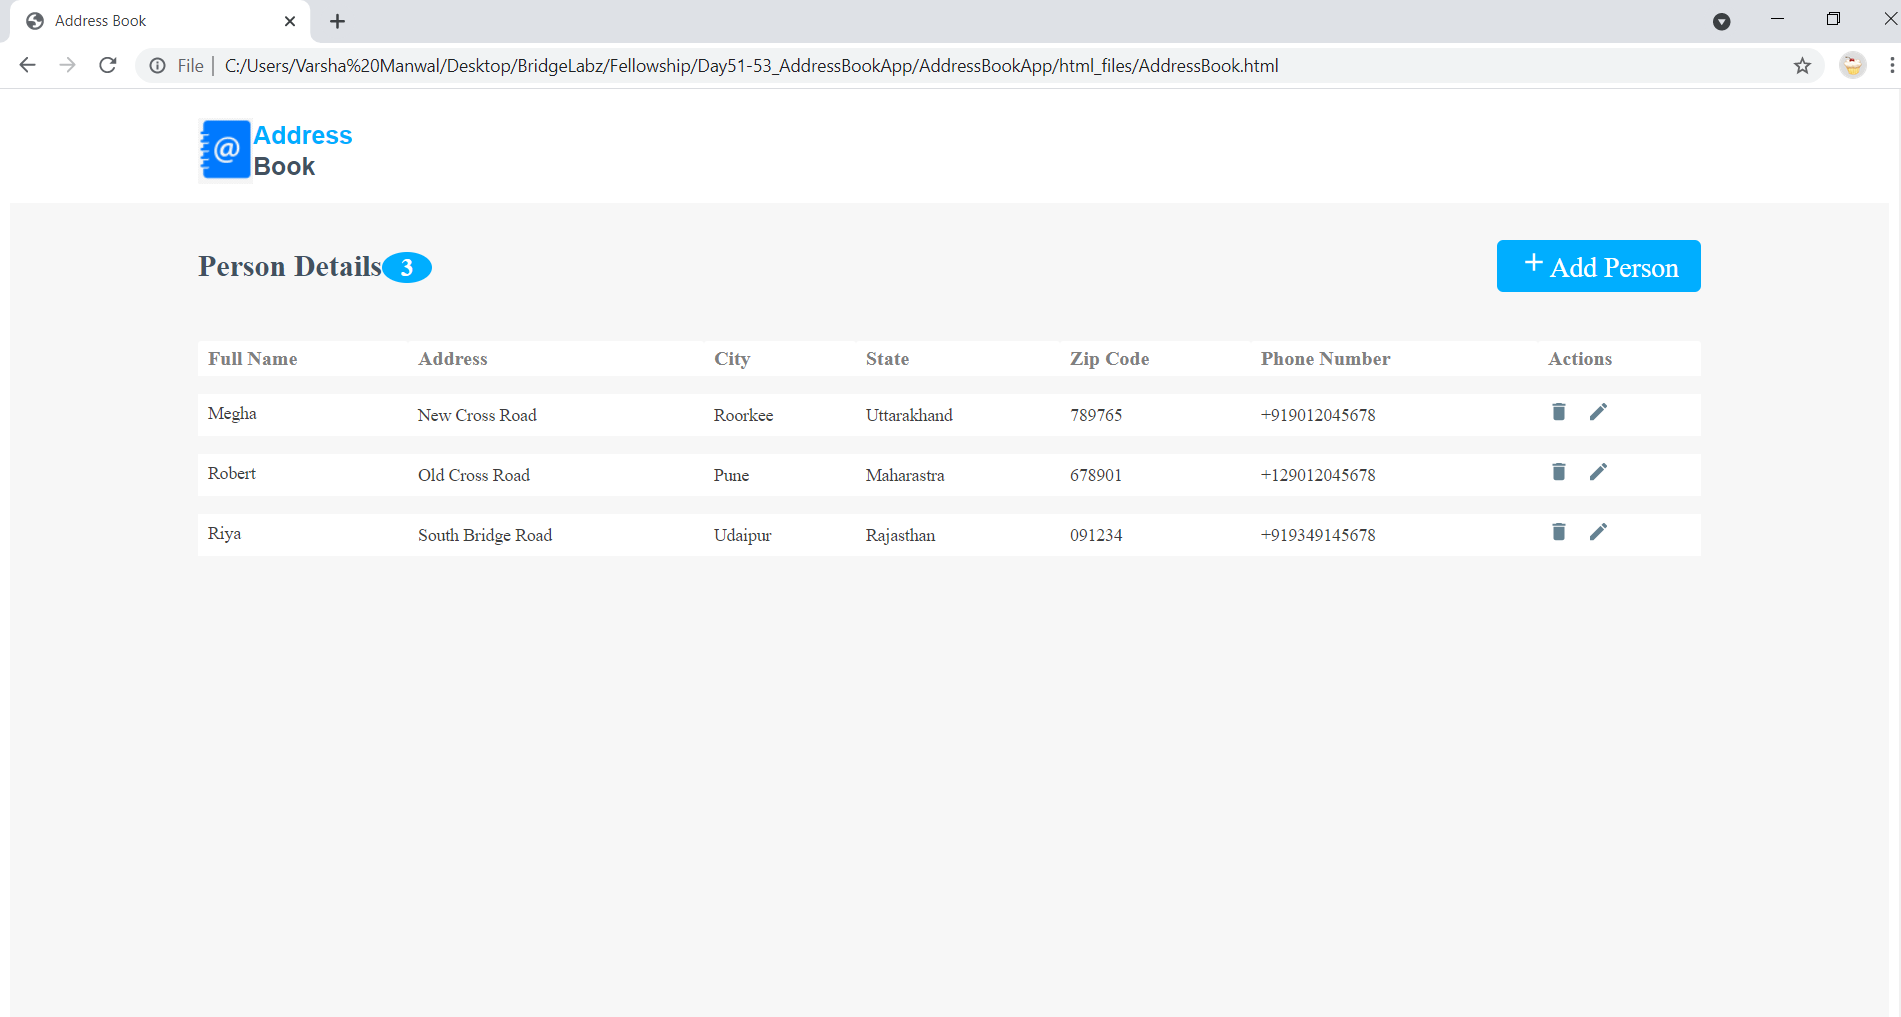 Address Book
File | C:/Users/Varsha%20Manwal/Desktop/BridgeLabz/Fellowship/Day51-53_AddressBookApp/AddressBookApp/html_files/AddressBook.html
@ Address
Book
Person Details 3 + Add Person
Full Name Address City State Zip Code Phone Number Actions
Megha New Cross Road Roorkee Uttarakhand 789765 +919012045678
Robert Old Cross Road Pune Maharastra 678901 +129012045678
Riya South Bridge Road Udaipur Rajasthan 091234 +919349145678